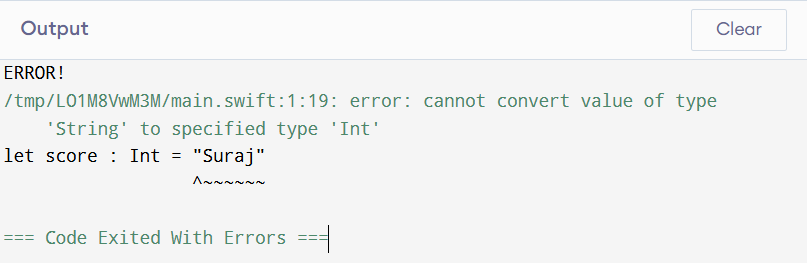 Output
Clear
ERROR!
/tmp/LO1M8VwM3M/main.swift:1:19: error: cannot convert value of type
'String' to specified type 'Int'
let score : Int = "Suraj"
^~~~~~~
=== Code Exited With Errors ===